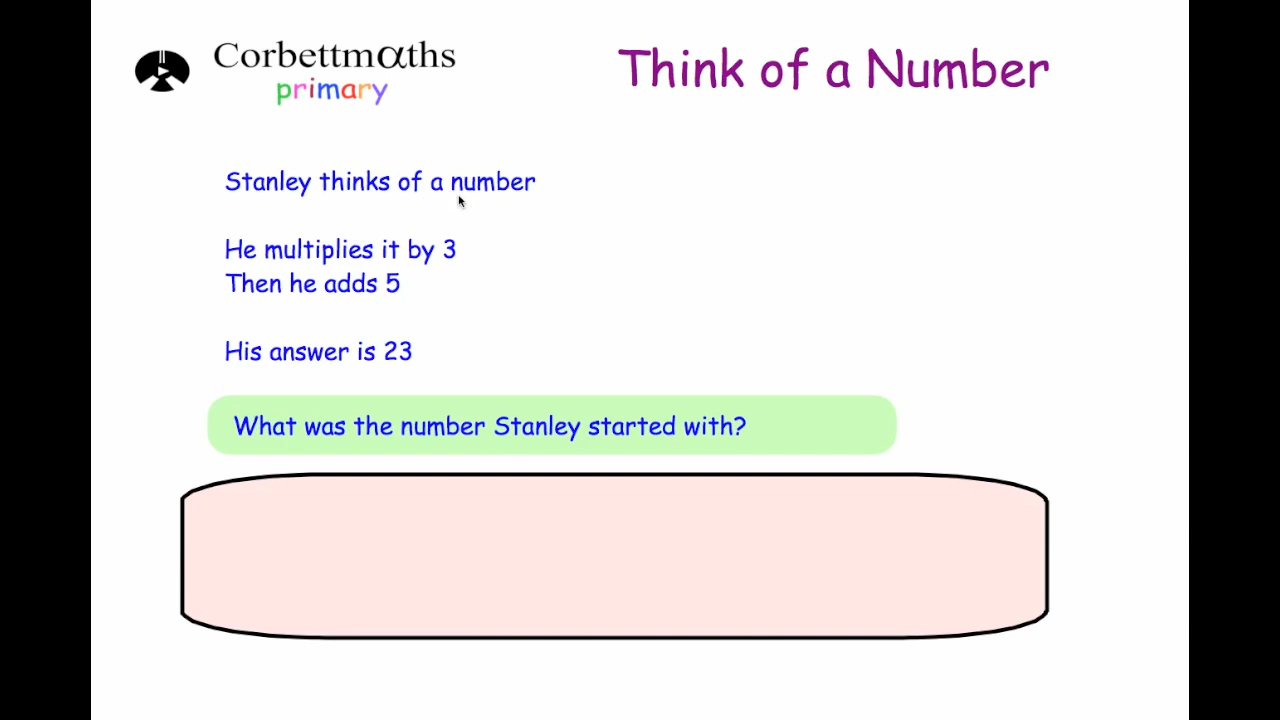 Corbettmαths
primary
Think of a Number
Stanley thinks of a number
He multiplies it by 3
Then he adds 5
His answer is 23
What was the number Stanley started with?